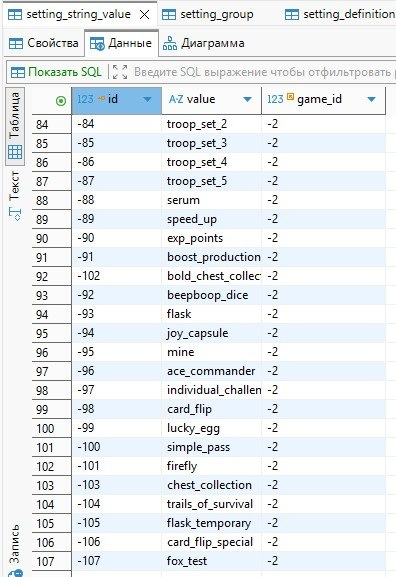 setting_string_value setting_group setting_definition
Свойства Данные Диаграмма
Показать SQL Введите SQL выражение чтобы отфильтровать
Таблица
Текст
Запись
123 id A-Z value 123 game_id
84 -84 troop_set_2 -2
85 -85 troop_set_3 -2
86 -86 troop_set_4 -2
87 -87 troop_set_5 -2
88 -88 serum -2
89 -89 speed_up -2
90 -90 exp_points -2
91 -91 boost_production -2
92 -102 bold_chest_collect -2
93 -92 beepboop_dice -2
94 -93 flask -2
95 -94 joy_capsule -2
96 -95 mine -2
97 -96 ace_commander -2
98 -97 individual_challen -2
99 -98 card_flip -2
100 -99 lucky_egg -2
101 -100 simple_pass -2
102 -101 firefly -2
103 -103 chest_collection -2
104 -104 trails_of_survival -2
105 -105 flask_temporary -2
106 -106 card_flip_special -2
107 -107 fox_test -2